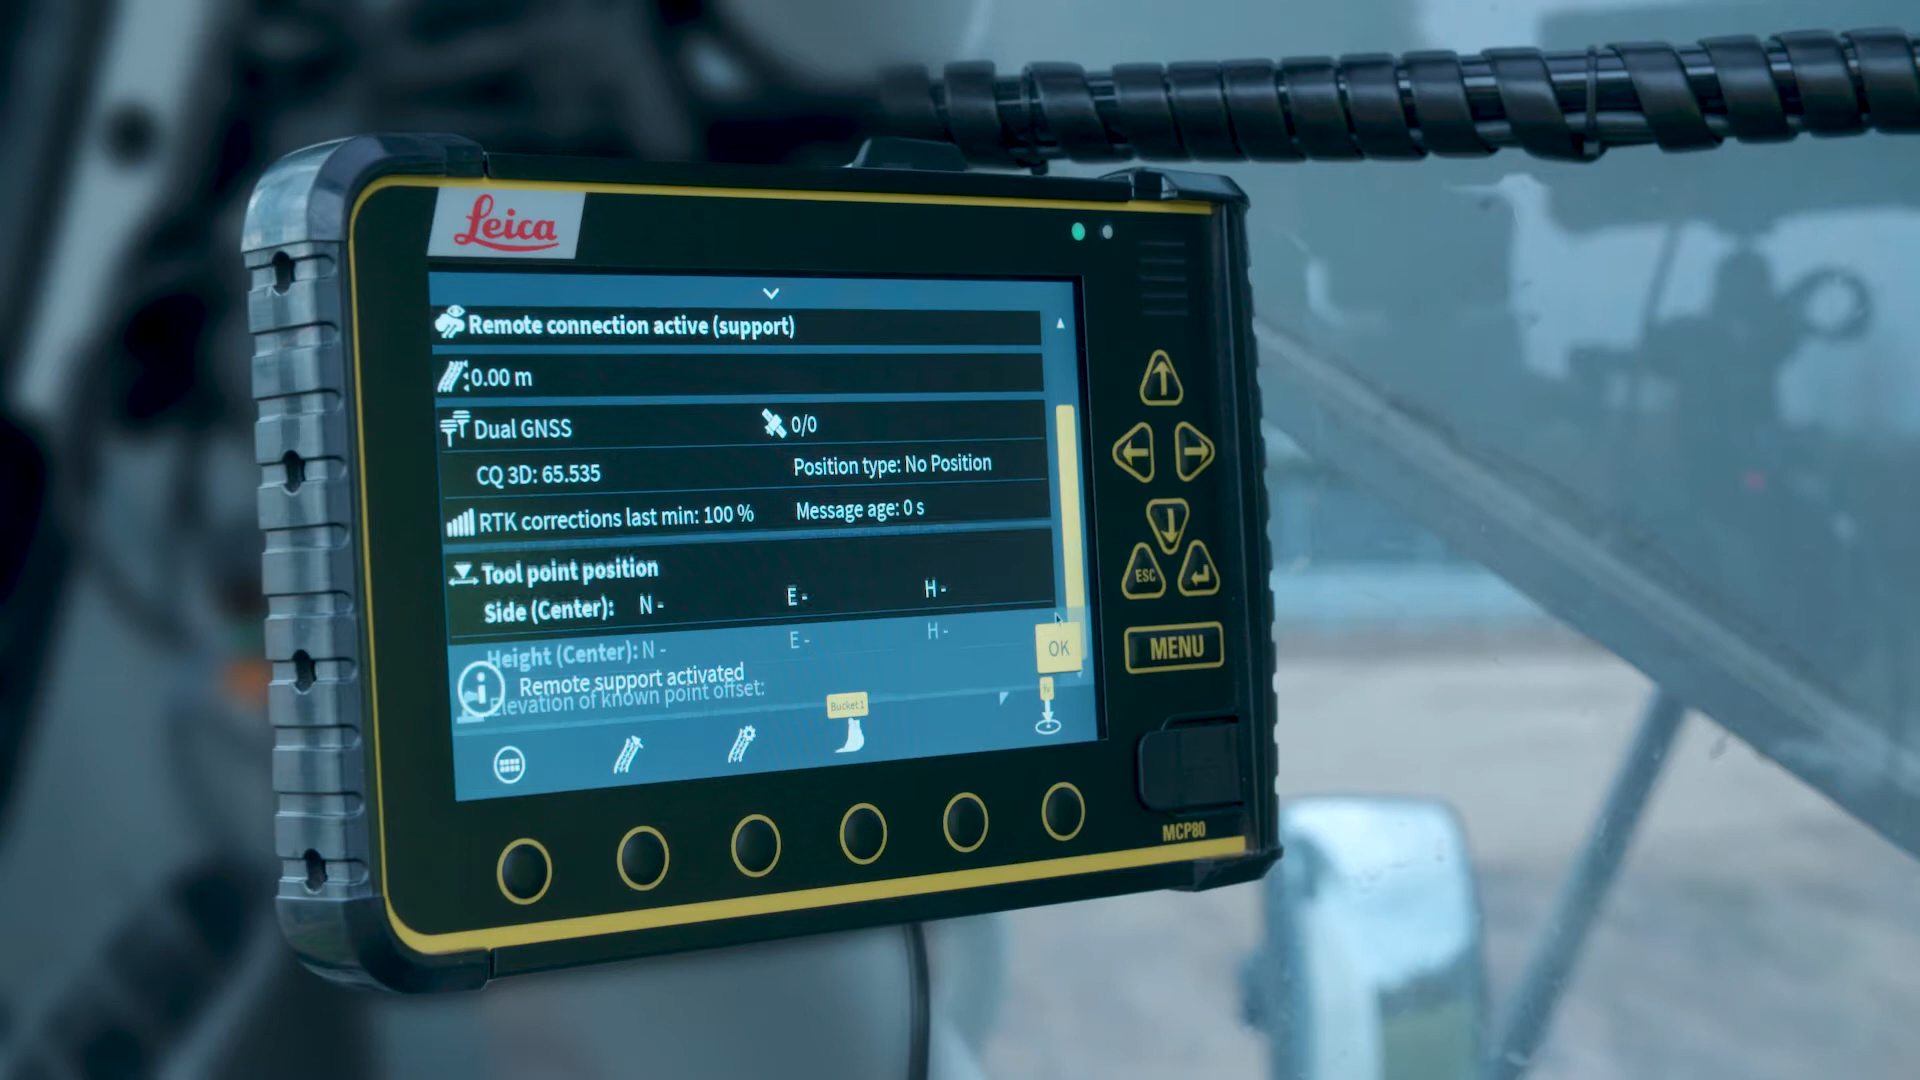 Leica
Remote connection active (support)
0.00 m
Dual GNSS 0/0
CQ 3D: 65.535 Position type: No Position
RTK corrections last min: 100 % Message age: 0 s
Tool point position
Side (Center): N - E - H -
Height (Center): N - E - H -
Remote support activated
OK
Elevation of known point offset:
Bucket 1
ESC
MENU
MCP80